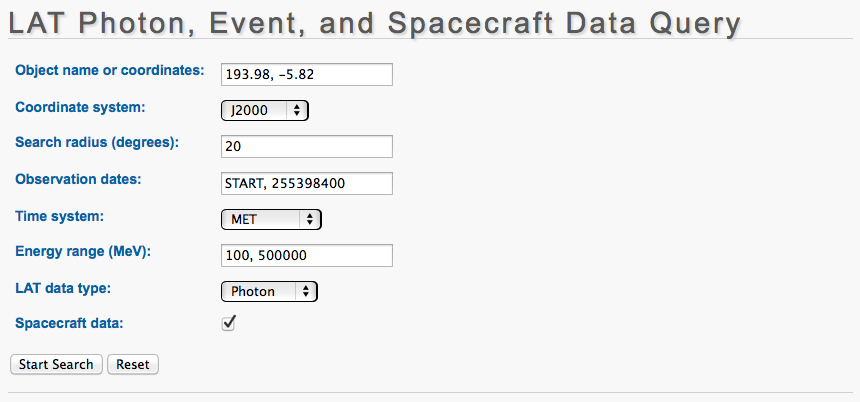 LAT Photon, Event, and Spacecraft Data Query
Object name or coordinates: 193.98, −5.82
Coordinate system: J2000
Search radius (degrees): 20
Observation dates: START, 255398400
Time system: MET
Energy range (MeV): 100, 500000
LAT data type: Photon
Spacecraft data:
Start Search Reset